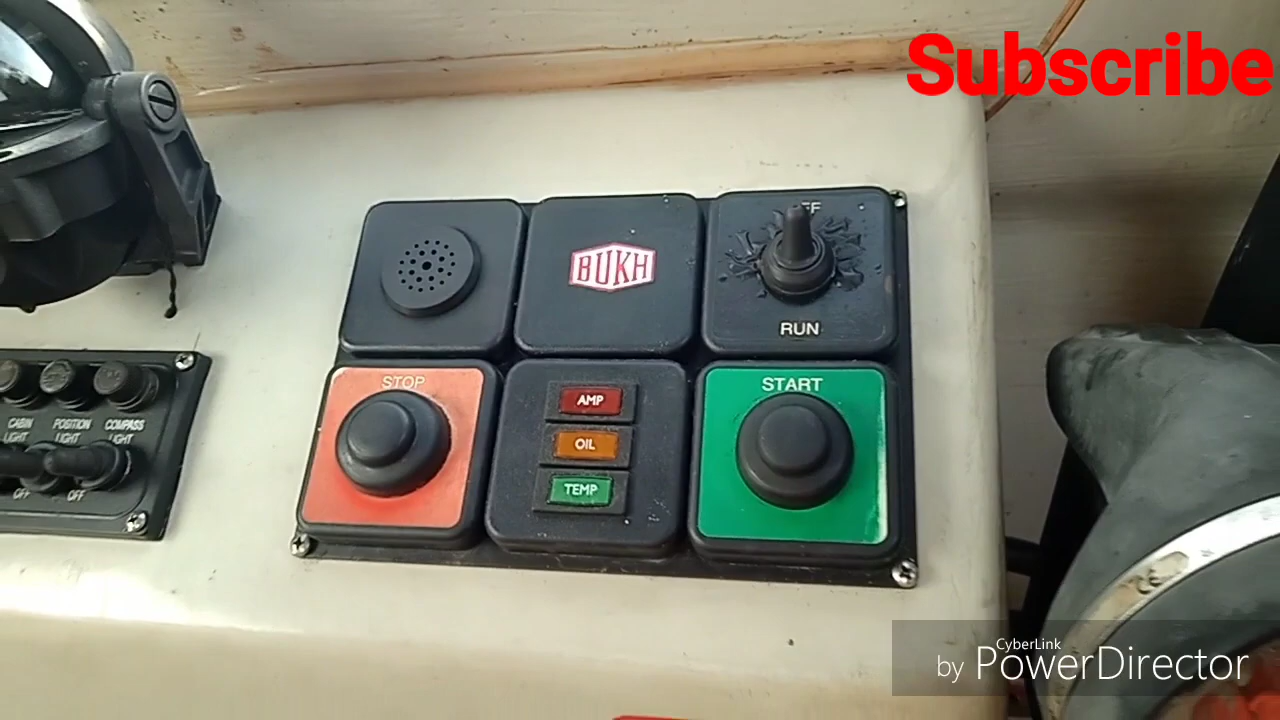 Subscribe
BUKH
RUN
STOP
AMP
OIL
TEMP
START
CABIN LIGHT
POSITION LIGHT
COMPASS LIGHT
OFF
OFF
CyberLink
by PowerDirector